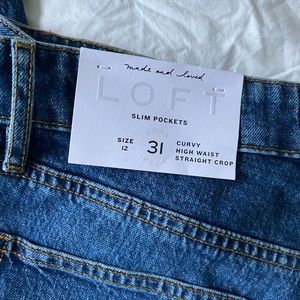 made and loved
LOFT
SLIM POCKETS
SIZE
12
31
CURVY
HIGH WAIST
STRAIGHT CROP